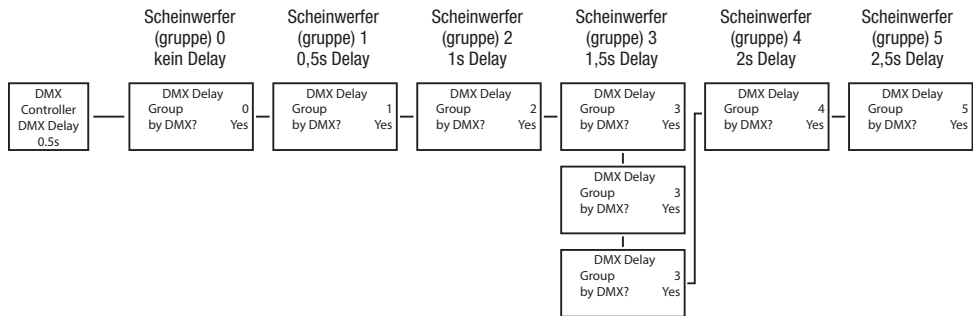 Scheinwerfer
(gruppe) 0
kein Delay
Scheinwerfer
(gruppe) 1
0,5s Delay
Scheinwerfer
(gruppe) 2
1s Delay
Scheinwerfer
(gruppe) 3
1,5s Delay
Scheinwerfer
(gruppe) 4
2s Delay
Scheinwerfer
(gruppe) 5
2,5s Delay
DMX
Controller
DMX Delay
0.5s
DMX Delay
Group 0
by DMX? Yes
DMX Delay
Group 1
by DMX? Yes
DMX Delay
Group 2
by DMX? Yes
DMX Delay
Group 3
by DMX? Yes
DMX Delay
Group 4
by DMX? Yes
DMX Delay
Group 5
by DMX? Yes
DMX Delay
Group 3
by DMX? Yes
DMX Delay
Group 3
by DMX? Yes